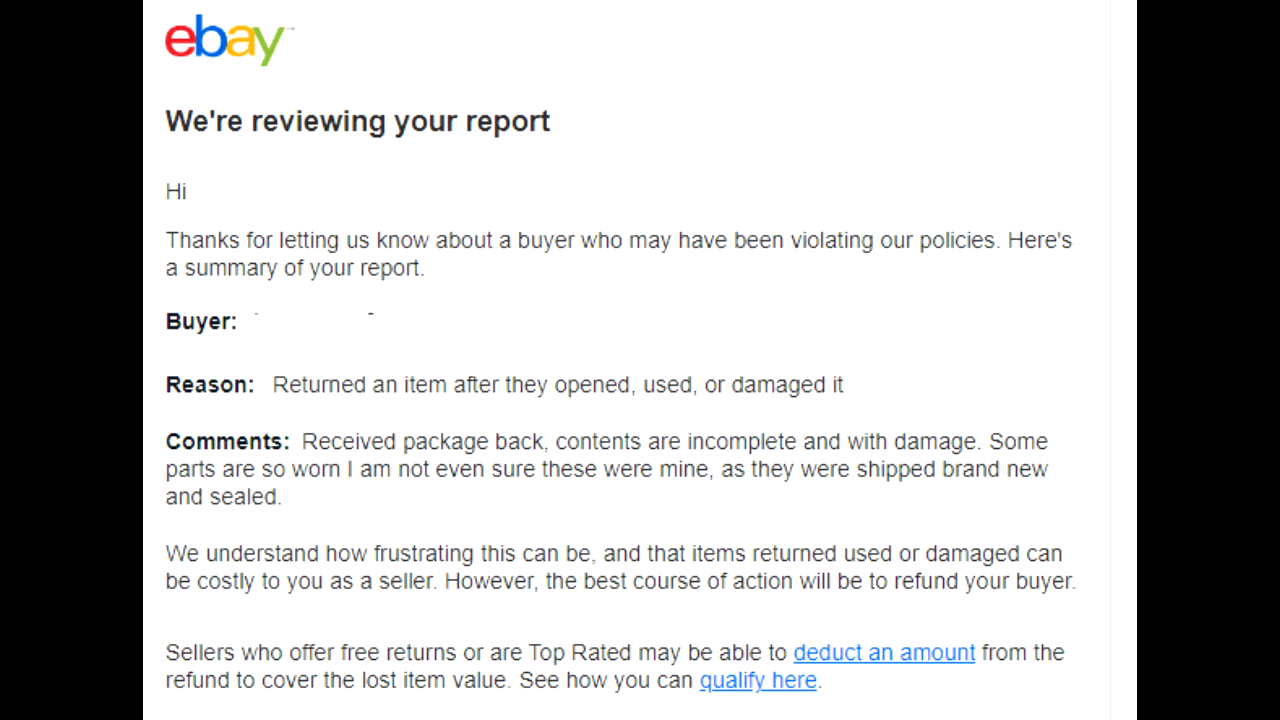 ebay™
We're reviewing your report
Hi
Thanks for letting us know about a buyer who may have been violating our policies. Here's
a summary of your report.
Buyer:
Reason: Returned an item after they opened, used, or damaged it
Comments: Received package back, contents are incomplete and with damage. Some
parts are so worn I am not even sure these were mine, as they were shipped brand new
and sealed.
We understand how frustrating this can be, and that items returned used or damaged can
be costly to you as a seller. However, the best course of action will be to refund your buyer.
Sellers who offer free returns or are Top Rated may be able to deduct an amount from the
refund to cover the lost item value. See how you can qualify here.